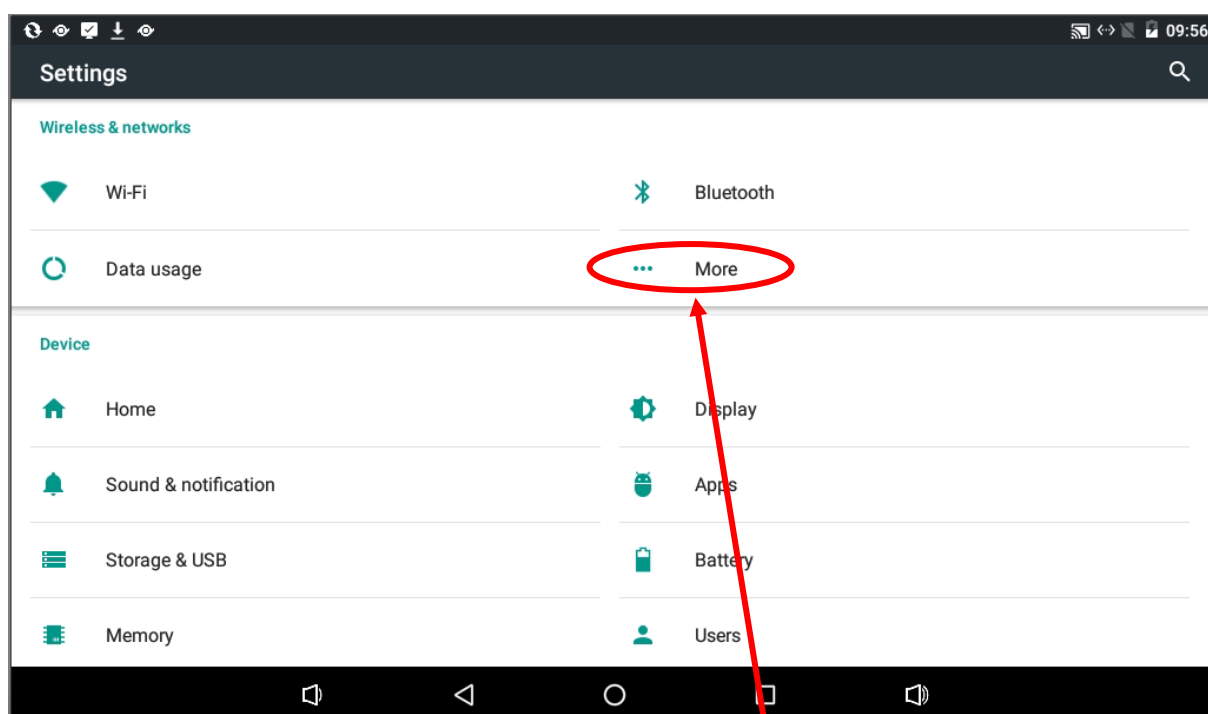 09:56
Settings
Wireless & networks
Wi-Fi
Bluetooth
Data usage
More
Device
Home
Display
Sound & notification
Apps
Storage & USB
Battery
Memory
Users